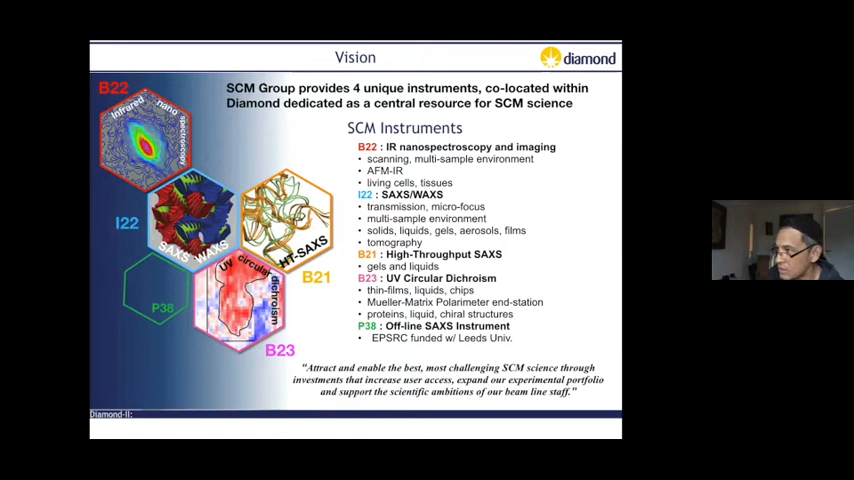 Vision
diamond
SCM Group provides 4 unique instruments, co-located within
Diamond dedicated as a central resource for SCM science
B22
Infrared nano spectroscopy
I22
SAXS WAXS
HT-SAXS
B21
P38
UV circular dichroism
B23
SCM Instruments
B22 : IR nanospectroscopy and imaging
• scanning, multi-sample environment
• AFM-IR
• living cells, tissues
I22 : SAXS/WAXS
• transmission, micro-focus
• multi-sample environment
• solids, liquids, gels, aerosols, films
• tomography
B21 : High-Throughput SAXS
• gels and liquids
B23 : UV Circular Dichroism
• thin-films, liquids, chips
• Mueller-Matrix Polarimeter end-station
• proteins, liquid, chiral structures
P38 : Off-line SAXS Instrument
• EPSRC funded w/ Leeds Univ.
“Attract and enable the best, most challenging SCM science through
investments that increase user access, expand our experimental portfolio
and support the scientific ambitions of our beam line staff.”
Diamond-II: